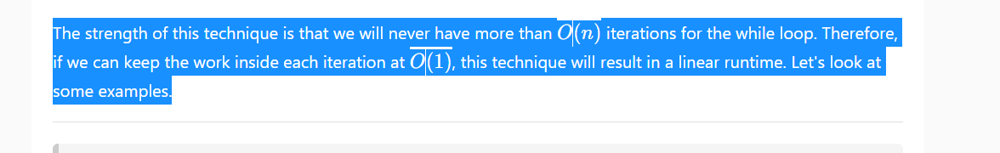 The strength of this technique is that we will never have more than O(n) iterations for the while loop. Therefore,
if we can keep the work inside each iteration at O(1), this technique will result in a linear runtime. Let's look at
some examples.